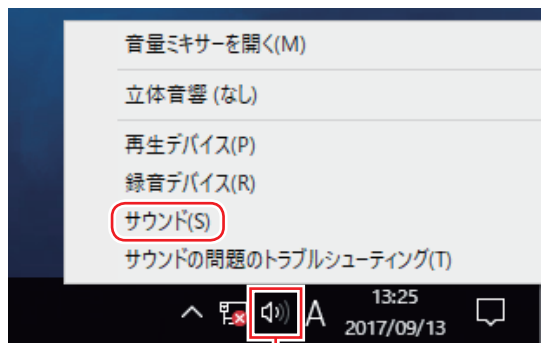 音量ミキサーを開く(M)
立体音響 (なし)
再生デバイス(P)
録音デバイス(R)
サウンド(S)
サウンドの問題のトラブルシューティング(T)
A
13:25
2017/09/13